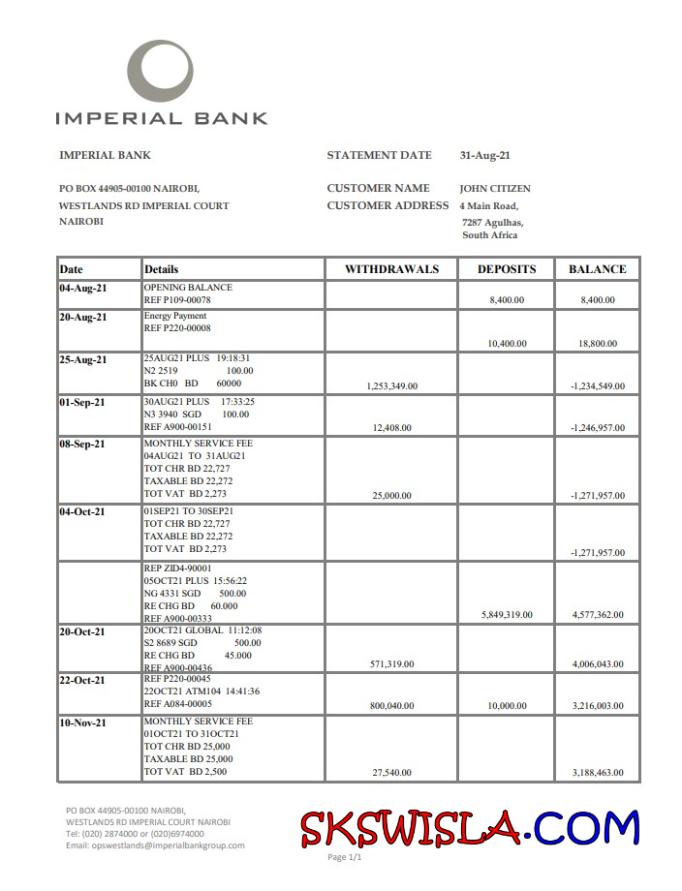 IMPERIAL BANK
IMPERIAL BANK STATEMENT DATE 31-Aug-21
PO BOX 44905-00100 NAIROBI, CUSTOMER NAME JOHN CITIZEN
WESTLANDS RD IMPERIAL COURT CUSTOMER ADDRESS 4 Main Road,
NAIROBI 7287 Agulhas,
South Africa
Date Details WITHDRAWALS DEPOSITS BALANCE
04-Aug-21 OPENING BALANCE
REF P109-00078 8,400.00 8,400.00
20-Aug-21 Energy Payment
REF P220-00008
10,400.00 18,800.00
25-Aug-21 25AUG21 PLUS 19:18:31
N2 2519 100.00
BK CH0 BD 60000 1,253,349.00 -1,234,549.00
01-Sep-21 30AUG21 PLUS 17:33:25
N3 3940 SGD 100.00
REF A900-00151 12,408.00 -1,246,957.00
08-Sep-21 MONTHLY SERVICE FEE
04AUG21 TO 31AUG21
TOT CHR BD 22,727
TAXABLE BD 22,272
TOT VAT BD 2,273 25,000.00 -1,271,957.00
04-Oct-21 01SEP21 TO 30SEP21
TOT CHR BD 22,727
TAXABLE BD 22,272
TOT VAT BD 2,273 -1,271,957.00
REP ZID4-90001
05OCT21 PLUS 15:56:22
NG 4331 SGD 500.00
RE CHG BD 60.000
REF A900-00333 5,849,319.00 4,577,362.00
20-Oct-21 20OCT21 GLOBAL 11:12:08
S2 8689 SGD 500.00
RE CHG BD 45.000
REF A900-00436 571,319.00 4,006,043.00
22-Oct-21 REF P220-00045
22OCT21 ATM104 14:41:36
REF A084-00005 800,040.00 10,000.00 3,216,003.00
10-Nov-21 MONTHLY SERVICE FEE
01OCT21 TO 31OCT21
TOT CHR BD 25,000
TAXABLE BD 25,000
TOT VAT BD 2,500 27,540.00 3,188,463.00
PO BOX 44905-00100 NAIROBI,
WESTLANDS RD IMPERIAL COURT NAIROBI
Tel: (020) 2874000 or (020)6974000
Email: opswestlands@imperialbankgroup.com
SKSWISLA.COM
Page 1/1